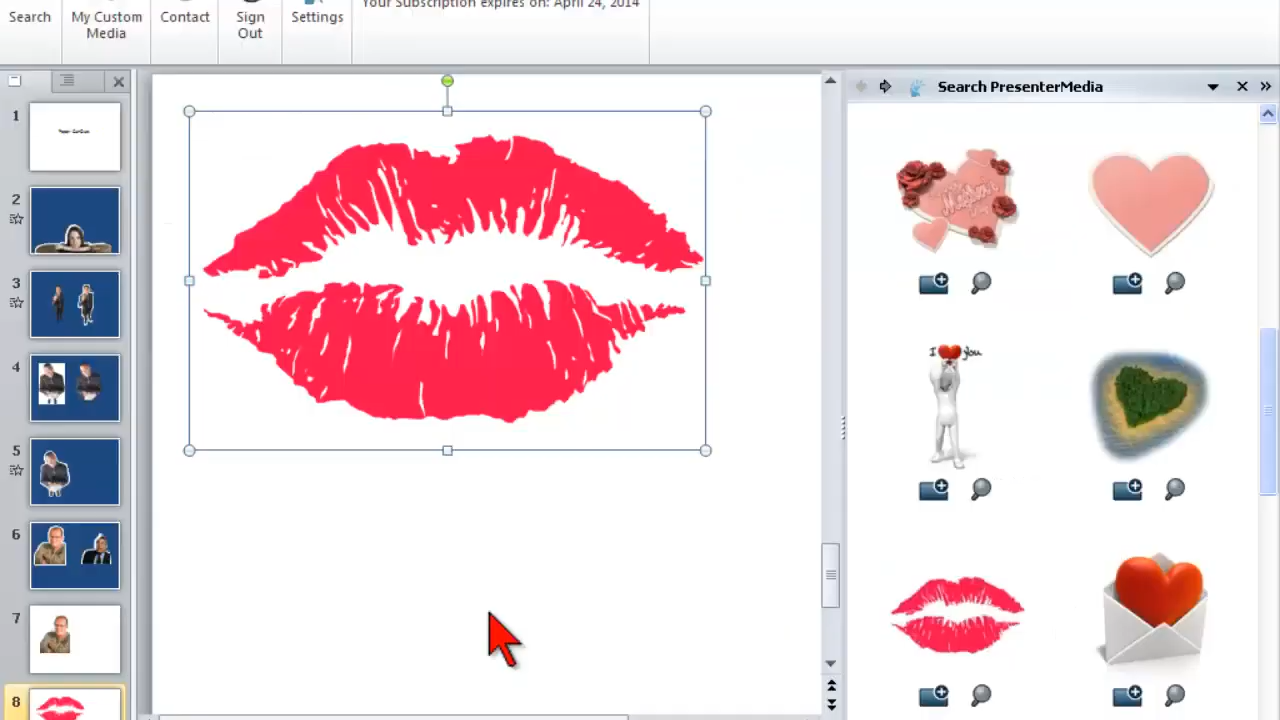 Your Subscription expires on: April 24, 2014
Search
My Custom
Media
Contact
Sign
Out
Settings
Search PresenterMedia
1
2
3
4
5
6
7
8
I
You